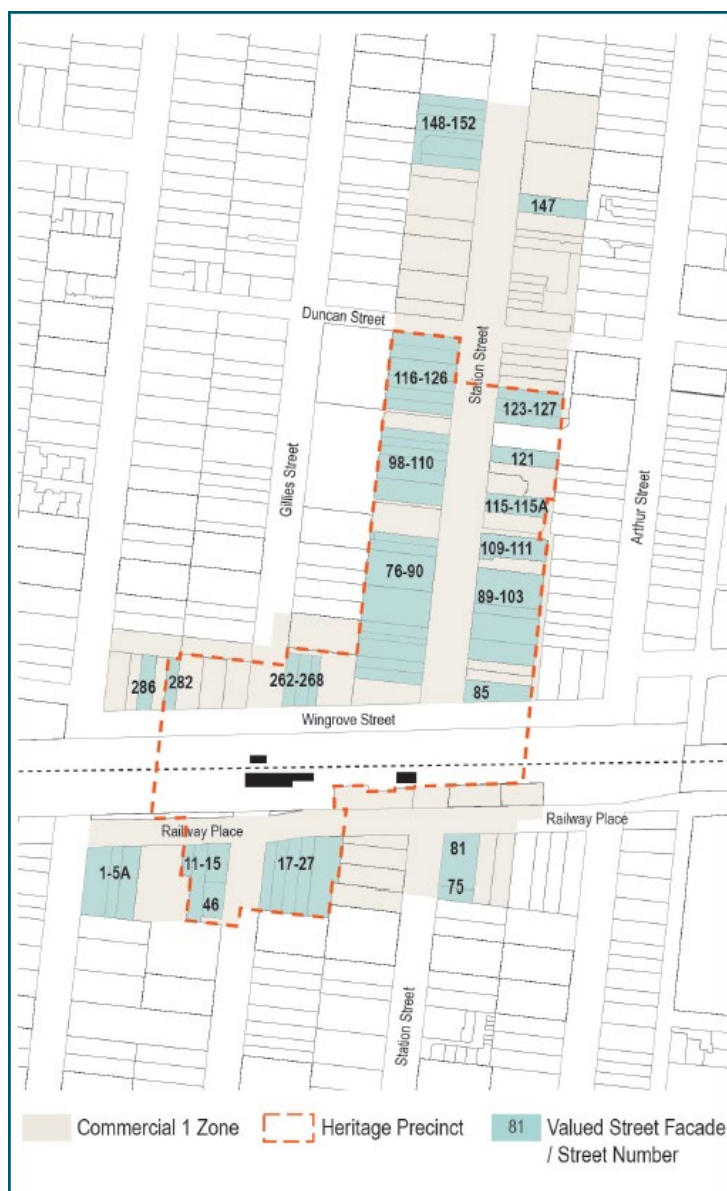 148-152
147
Duncan Street
Station Street
116-126
123-127
98-110
121
Gillies Street
115-115A
Arthur Street
109-111
76-90
89-103
286
282
262-268
85
Wingrove Street
Railway Place
Railway Place
1-5A
11-15
17-27
81
46
75
Station Street
Commercial 1 Zone
Heritage Precinct
81
Valued Street Facade
/ Street Number